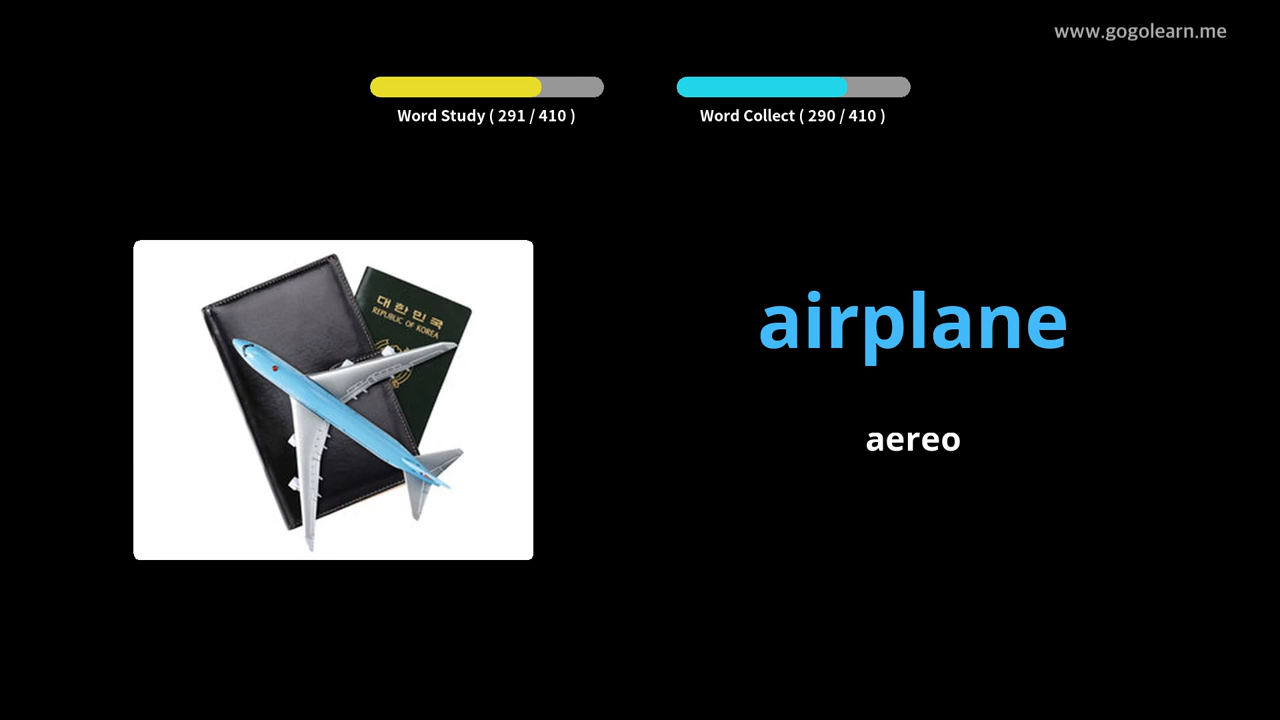 www.gogolearn.me
Word Study ( 291 / 410 )
Word Collect ( 290 / 410 )
대한민국
REPUBLIC OF KOREA
airplane
aereo